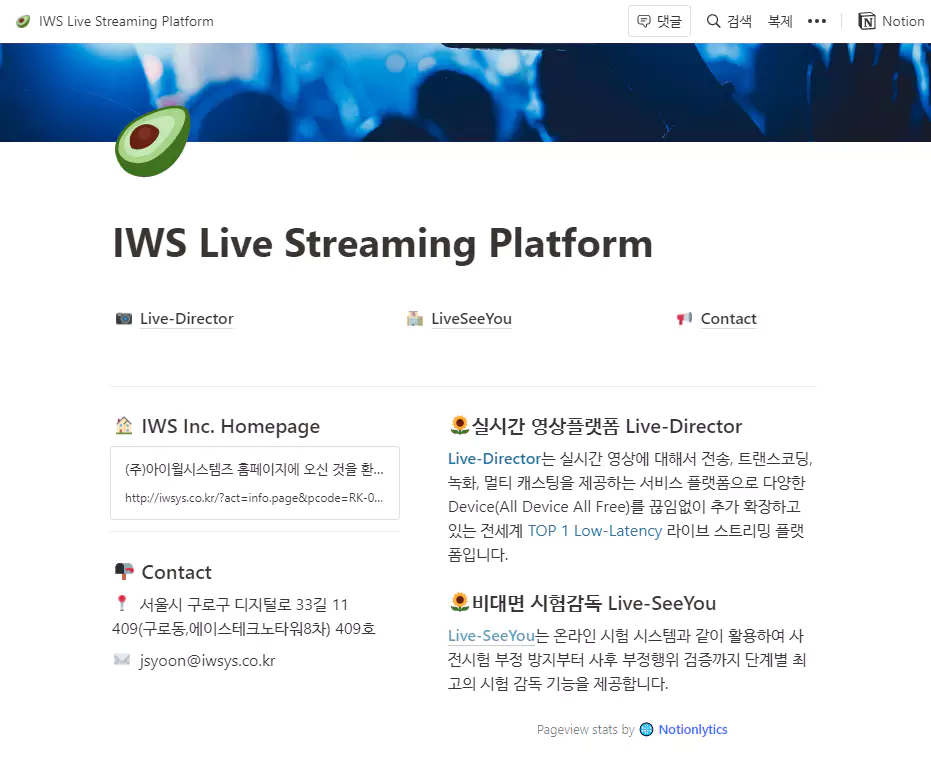 IWS Live Streaming Platform
댓글 검색 복제 Notion
IWS Live Streaming Platform
Live-Director LiveSeeYou Contact
IWS Inc. Homepage
(주)아이윌시스템즈 홈페이지에 오신 것을 환...
http://iwsys.co.kr/?act=info.page&pcode=RK-0...
Contact
서울시 구로구 디지털로 33길 11
409(구로동,에이스테크노타워8차) 409호
jsyoon@iwsys.co.kr
실시간 영상플랫폼 Live-Director
Live-Director는 실시간 영상에 대해서 전송, 트랜스코딩,
녹화, 멀티 캐스팅을 제공하는 서비스 플랫폼으로 다양한
Device(All Device All Free)를 끊임없이 추가 확장하고
있는 전세계 TOP 1 Low-Latency 라이브 스트리밍 플랫
폼입니다.
비대면 시험감독 Live-SeeYou
Live-SeeYou는 온라인 시험 시스템과 같이 활용하여 사
전시험 부정 방지부터 사후 부정행위 검증까지 단계별 최
고의 시험 감독 기능을 제공합니다.
Pageview stats by Notionlytics